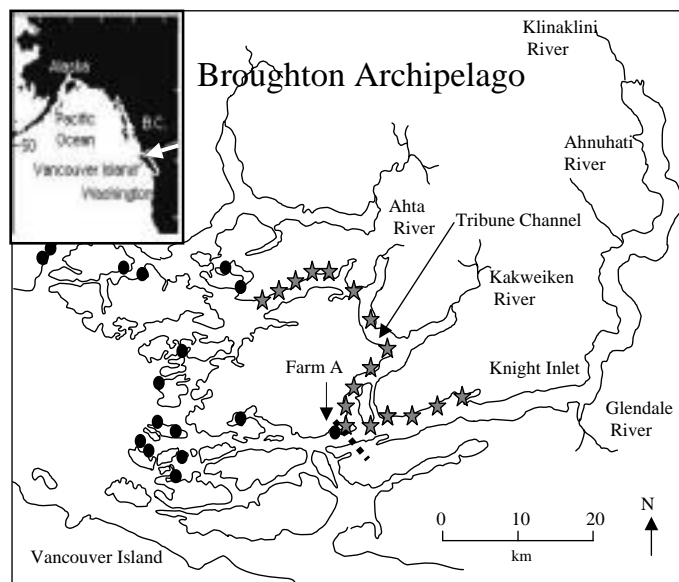 Alaska
Pacific
Ocean
B.C.
50
Vancouver Island
Washington
Broughton Archipelago
Klinaklini
River
Ahnuhati
River
Ahta
River
Tribune Channel
Kakweiken
River
Farm A
Knight Inlet
Glendale
River
Vancouver Island
0 10 20
km
N